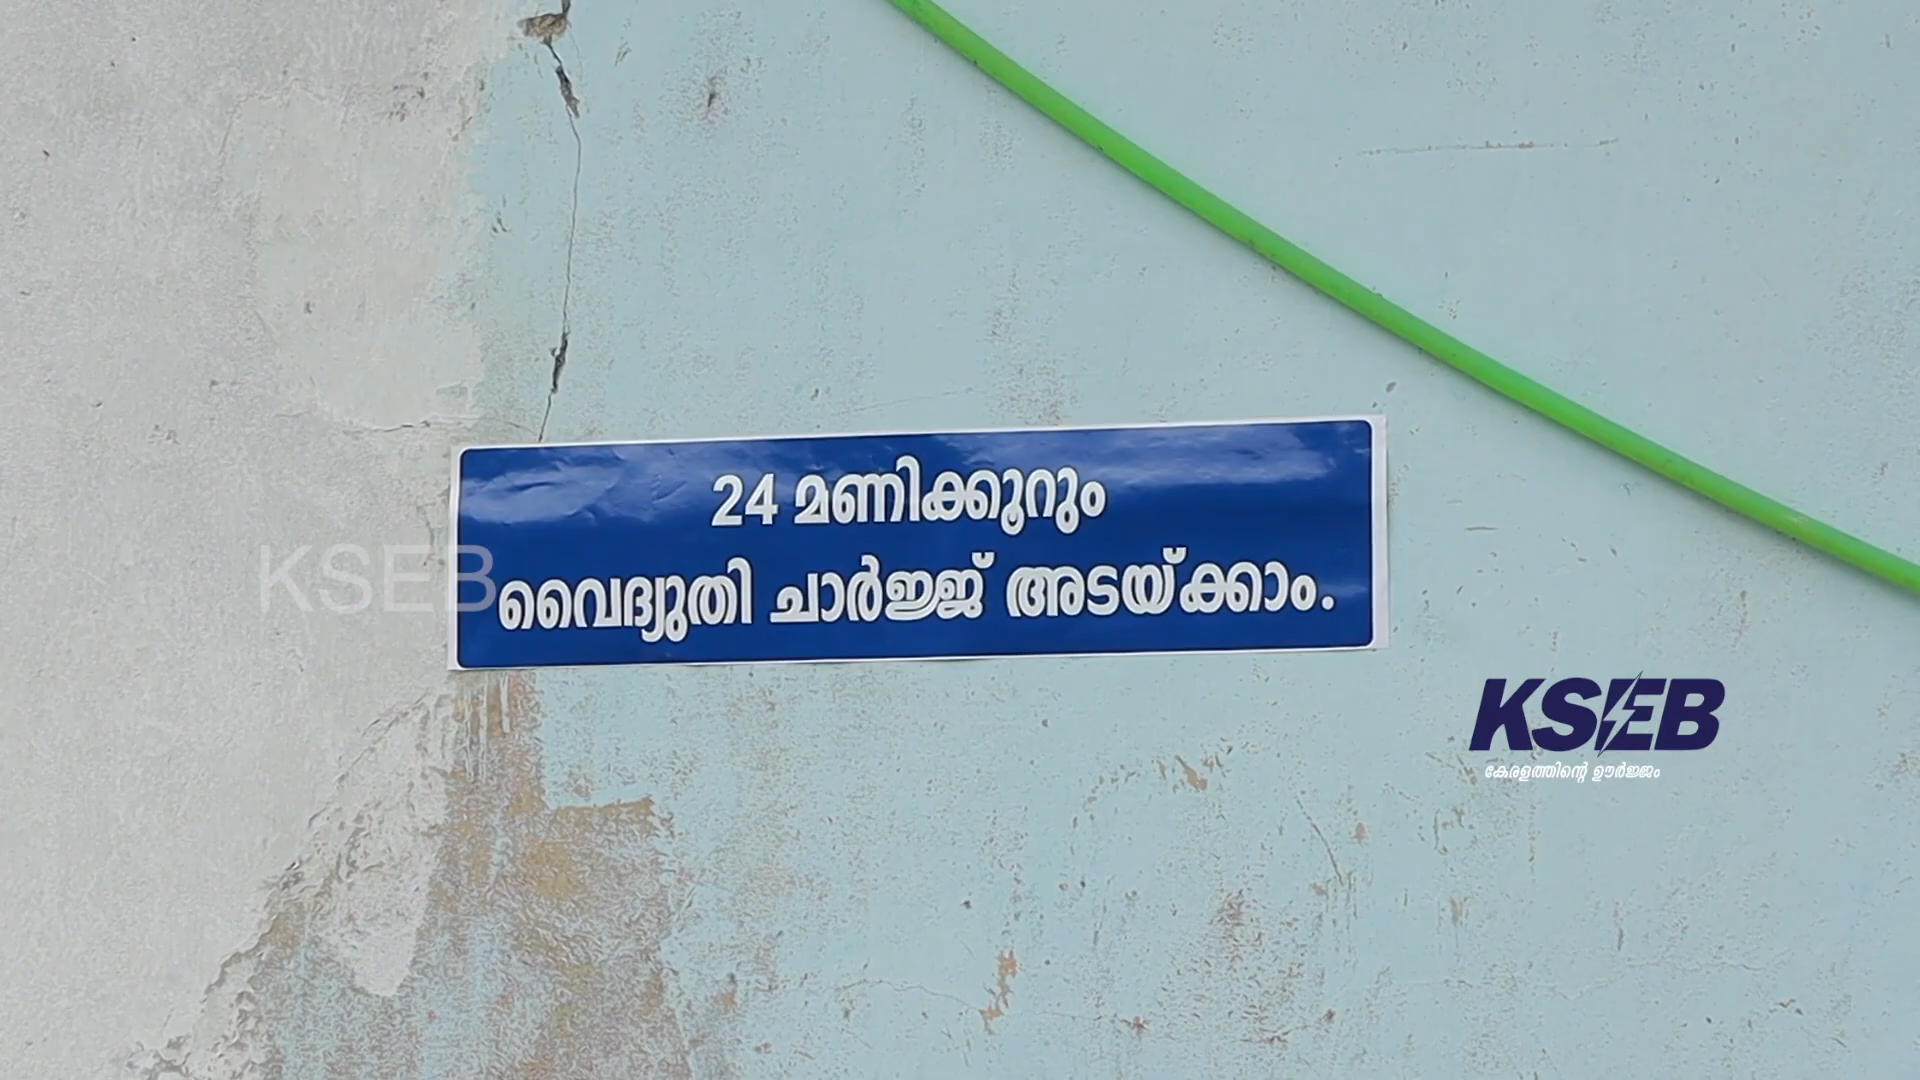 24 മണിക്കൂറും
KSEB
വൈദ്യുതി ചാർജ്ജ് അടയ്ക്കാം.
KSEB
കേരളത്തിന്റെ ഊർജ്ജം